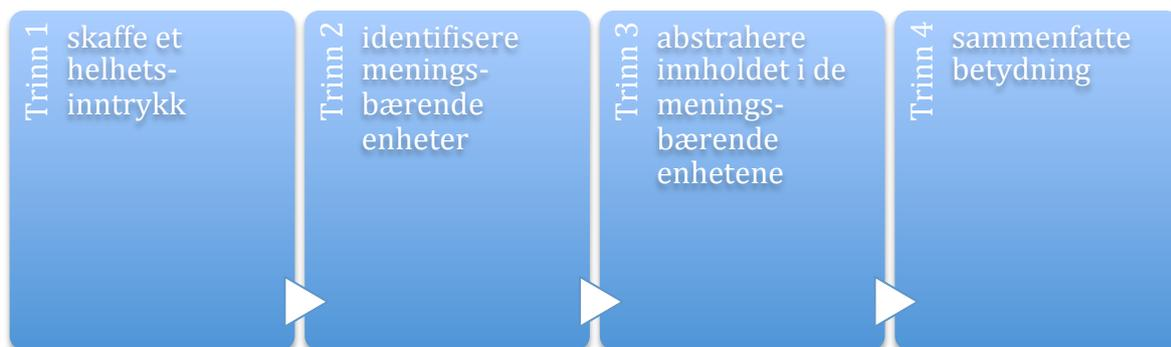 Trinn 1
skaffe et
helhets-
inntrykk
Trinn 2
identifisere
menings-
bærende
enheter
Trinn 3
abstrahere
innholdet i de
menings-
bærende
enhetene
Trinn 4
sammenfatte
betydning